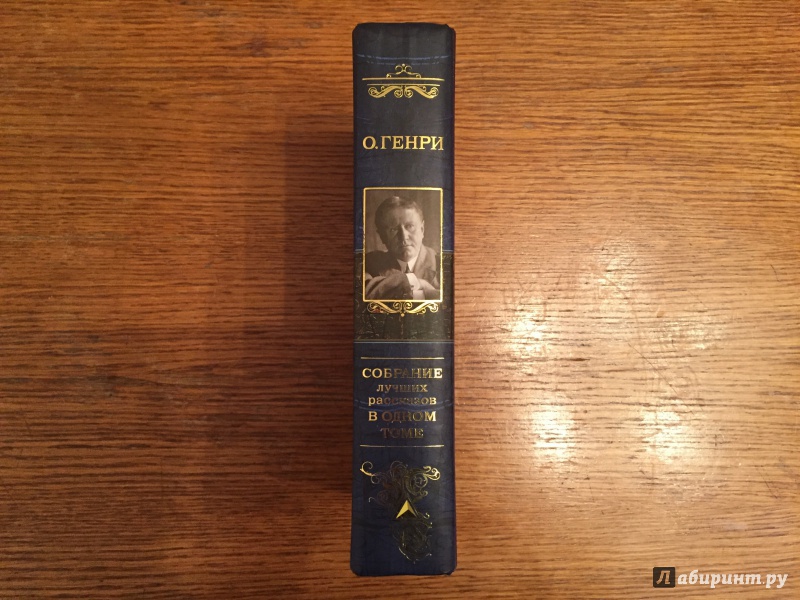 О.ГЕНРИ
СОБРАНИЕ
лучших
рассказов
В ОДНОМ
ТОМЕ
Лабиринт.ру